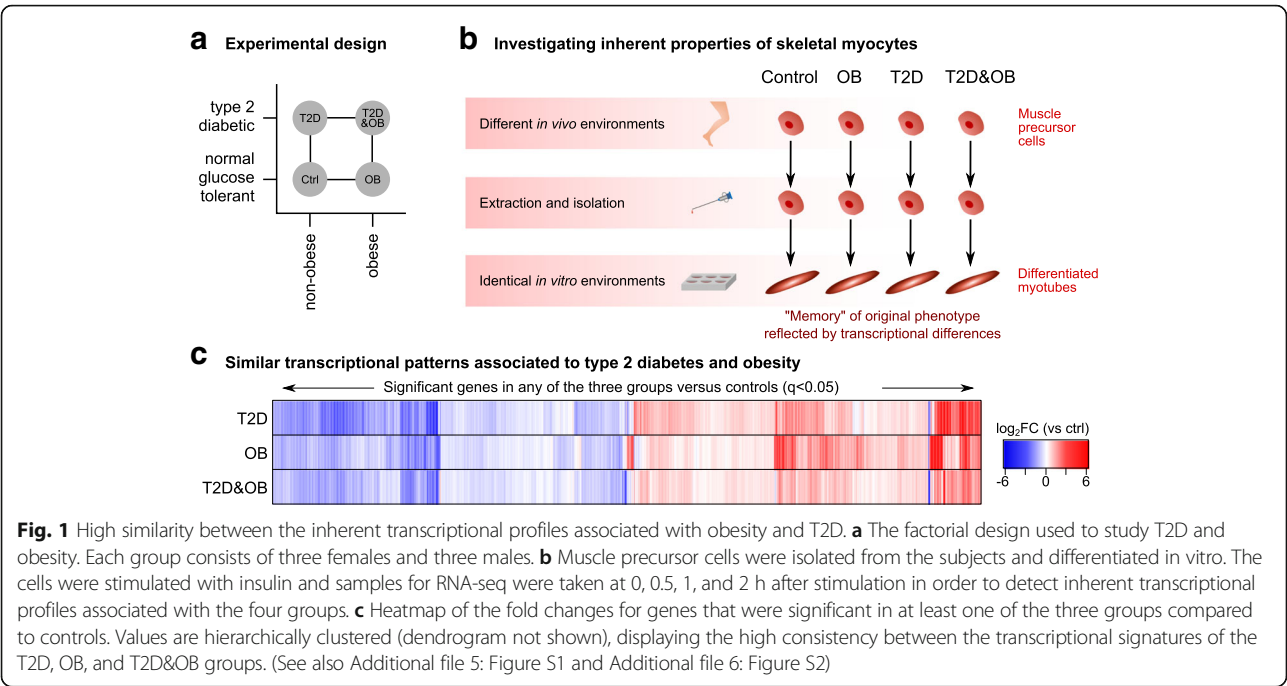 a Experimental design
type 2
diabetic
normal
glucose
tolerant
T2D
T2D
&OB
Ctrl
OB
non-obese
obese
b Investigating inherent properties of skeletal myocytes
Control OB T2D T2D&OB
Different in vivo environments
Muscle
precursor
cells
Extraction and isolation
Identical in vitro environments
Differentiated
myotubes
"Memory" of original phenotype
reflected by transcriptional differences
c Similar transcriptional patterns associated to type 2 diabetes and obesity
Significant genes in any of the three groups versus controls (q<0.05)
T2D
OB
T2D&OB
log2FC (vs ctrl)
-6 0 6
Fig. 1 High similarity between the inherent transcriptional profiles associated with obesity and T2D. a The factorial design used to study T2D and
obesity. Each group consists of three females and three males. b Muscle precursor cells were isolated from the subjects and differentiated in vitro. The
cells were stimulated with insulin and samples for RNA-seq were taken at 0, 0.5, 1, and 2 h after stimulation in order to detect inherent transcriptional
profiles associated with the four groups. c Heatmap of the fold changes for genes that were significant in at least one of the three groups compared
to controls. Values are hierarchically clustered (dendrogram not shown), displaying the high consistency between the transcriptional signatures of the
T2D, OB, and T2D&OB groups. (See also Additional file 5: Figure S1 and Additional file 6: Figure S2)